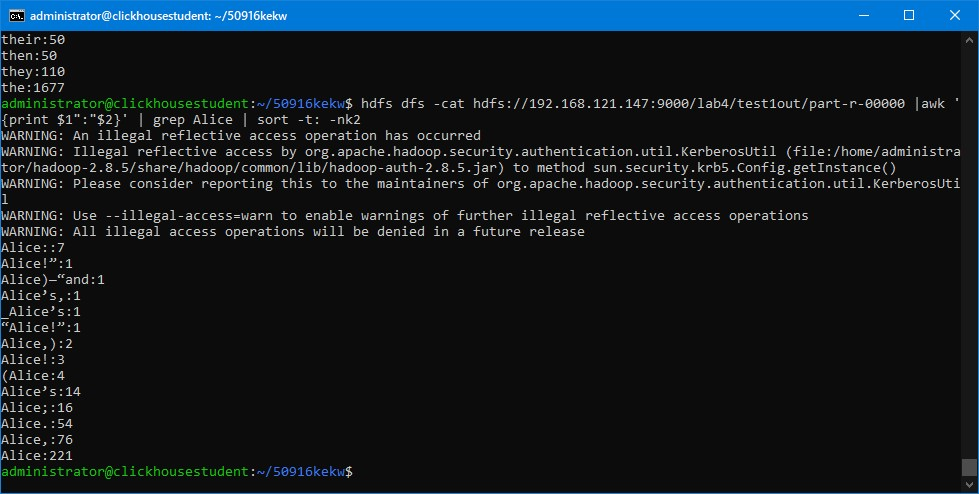 administrator@clickhousestudent: ~/50916kekw
their:50
then:50
they:110
the:1677
administrator@clickhousestudent:~/50916kekw$ hdfs dfs -cat hdfs://192.168.121.147:9000/lab4/test1out/part-r-00000 |awk '
{print $1":"$2}' | grep Alice | sort -t: -nk2
WARNING: An illegal reflective access operation has occurred
WARNING: Illegal reflective access by org.apache.hadoop.security.authentication.util.KerberosUtil (file:/home/administra
tor/hadoop-2.8.5/share/hadoop/common/lib/hadoop-auth-2.8.5.jar) to method sun.security.krb5.Config.getInstance()
WARNING: Please consider reporting this to the maintainers of org.apache.hadoop.security.authentication.util.KerberosUti
l
WARNING: Use --illegal-access=warn to enable warnings of further illegal reflective access operations
WARNING: All illegal access operations will be denied in a future release
Alice::7
Alice!”:1
Alice)—“and:1
Alice’s,:1
_Alice’s:1
“Alice!”:1
Alice,):2
Alice!:3
(Alice:4
Alice’s:14
Alice;:16
Alice.:54
Alice,:76
Alice:221
administrator@clickhousestudent:~/50916kekw$